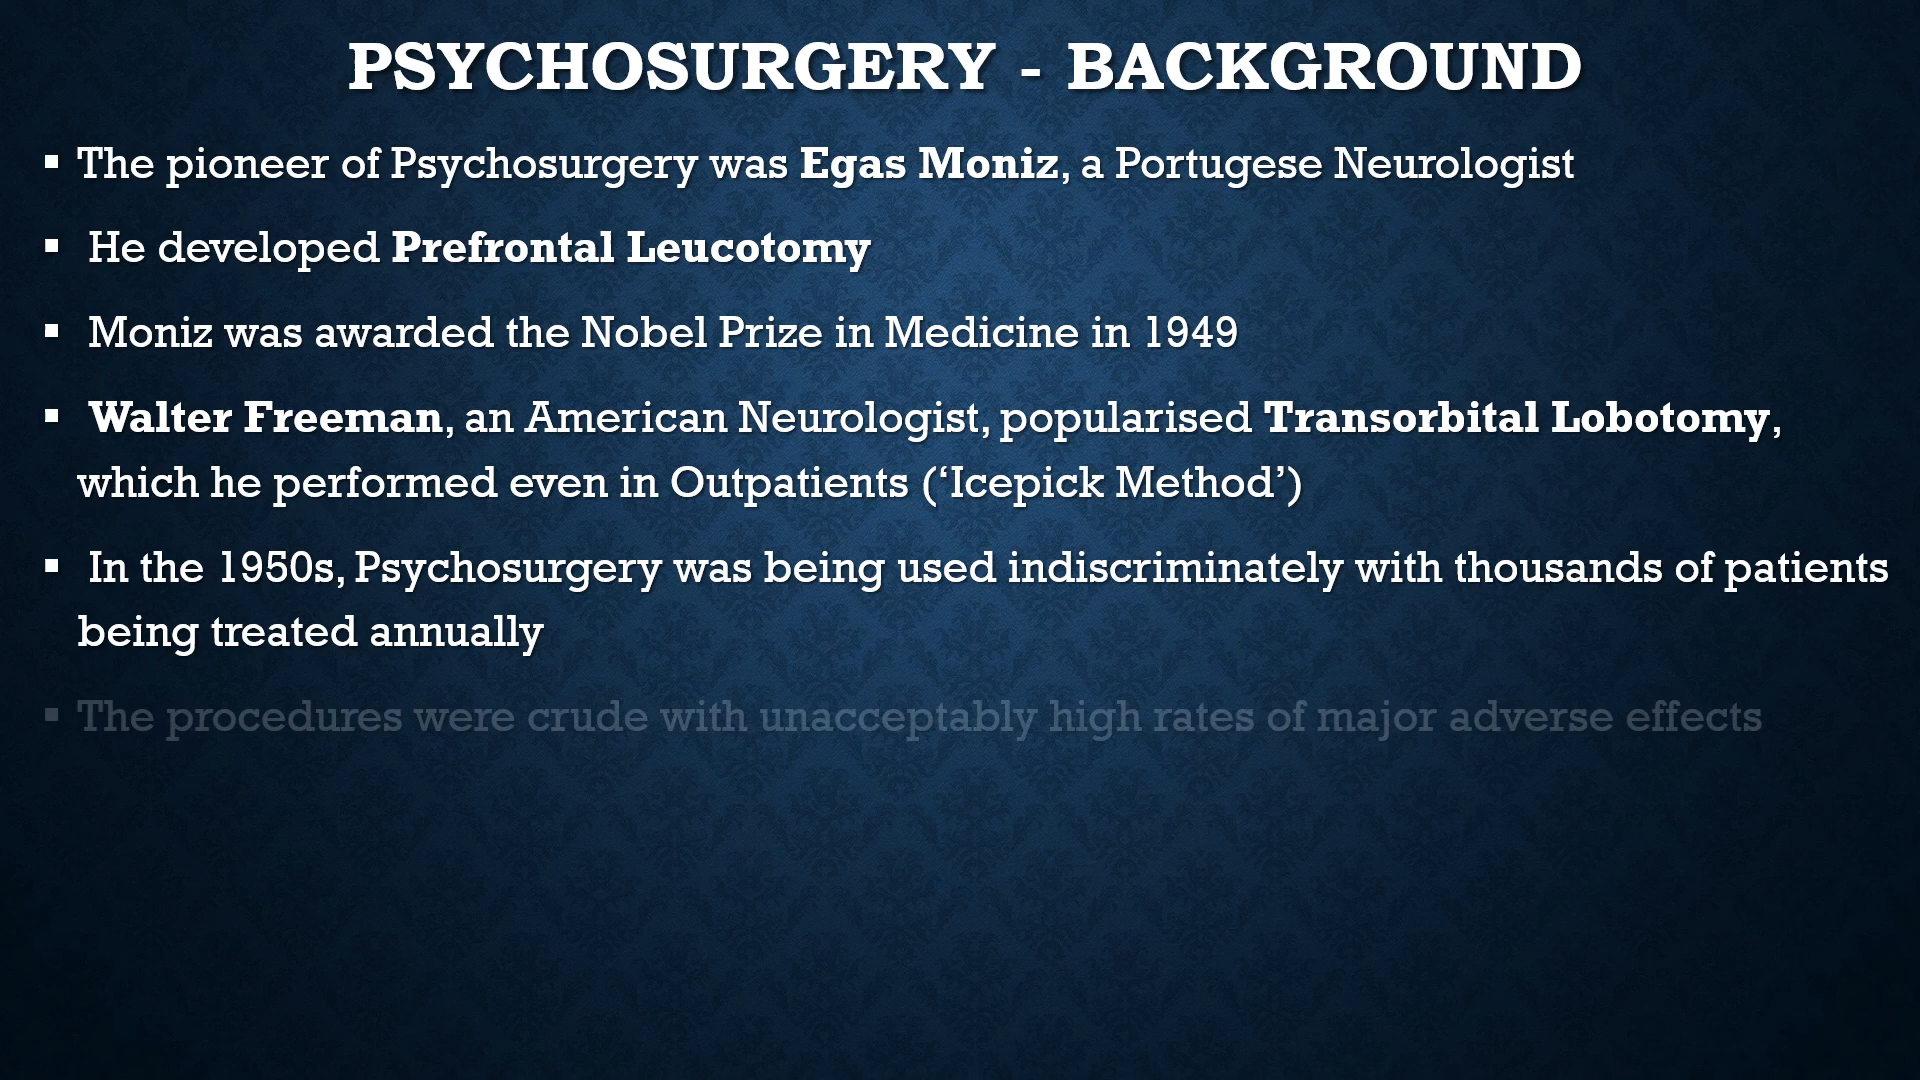 PSYCHOSURGERY - BACKGROUND
▪ The pioneer of Psychosurgery was Egas Moniz, a Portugese Neurologist
▪ He developed Prefrontal Leucotomy
▪ Moniz was awarded the Nobel Prize in Medicine in 1949
▪ Walter Freeman, an American Neurologist, popularised Transorbital Lobotomy,
which he performed even in Outpatients (‘Icepick Method’)
▪ In the 1950s, Psychosurgery was being used indiscriminately with thousands of patients
being treated annually
▪ The procedures were crude with unacceptably high rates of major adverse effects